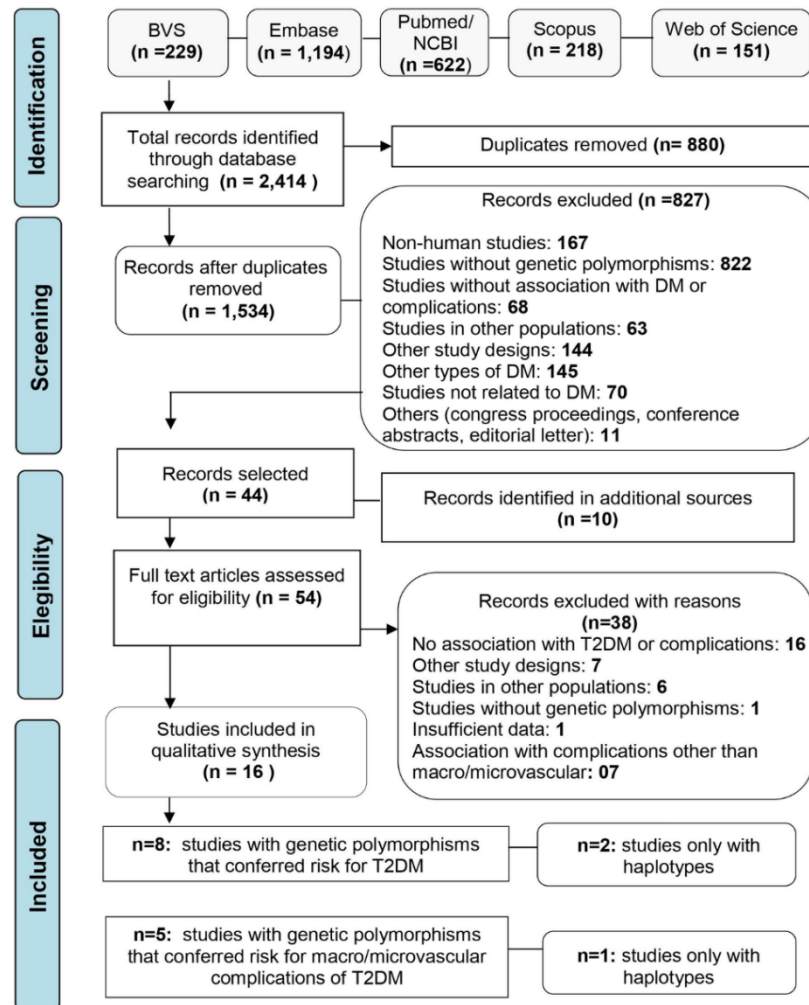 Identification
BVS
(n =229)
Embase
(n = 1,194)
Pubmed/
NCBI
(n =622)
Scopus
(n = 218)
Web of Science
(n = 151)
Total records identified
through database
searching (n = 2,414 )
Duplicates removed (n= 880)
Screening
Records after duplicates
removed
(n = 1,534)
Records excluded (n =827)
Non-human studies: 167
Studies without genetic polymorphisms: 822
Studies without association with DM or
complications: 68
Studies in other populations: 63
Other study designs: 144
Other types of DM: 145
Studies not related to DM: 70
Others (congress proceedings, conference
abstracts, editorial letter): 11
Elegibility
Records selected
(n = 44)
Records identified in additional sources
(n =10)
Full text articles assessed
for eligibility (n = 54)
Records excluded with reasons
(n=38)
No association with T2DM or complications: 16
Other study designs: 7
Studies in other populations: 6
Studies without genetic polymorphisms: 1
Insufficient data: 1
Association with complications other than
macro/microvascular: 07
Included
Studies included in
qualitative synthesis
(n = 16 )
n=8: studies with genetic polymorphisms
that conferred risk for T2DM
n=2: studies only with
haplotypes
n=5: studies with genetic polymorphisms
that conferred risk for macro/microvascular
complications of T2DM
n=1: studies only with
haplotypes